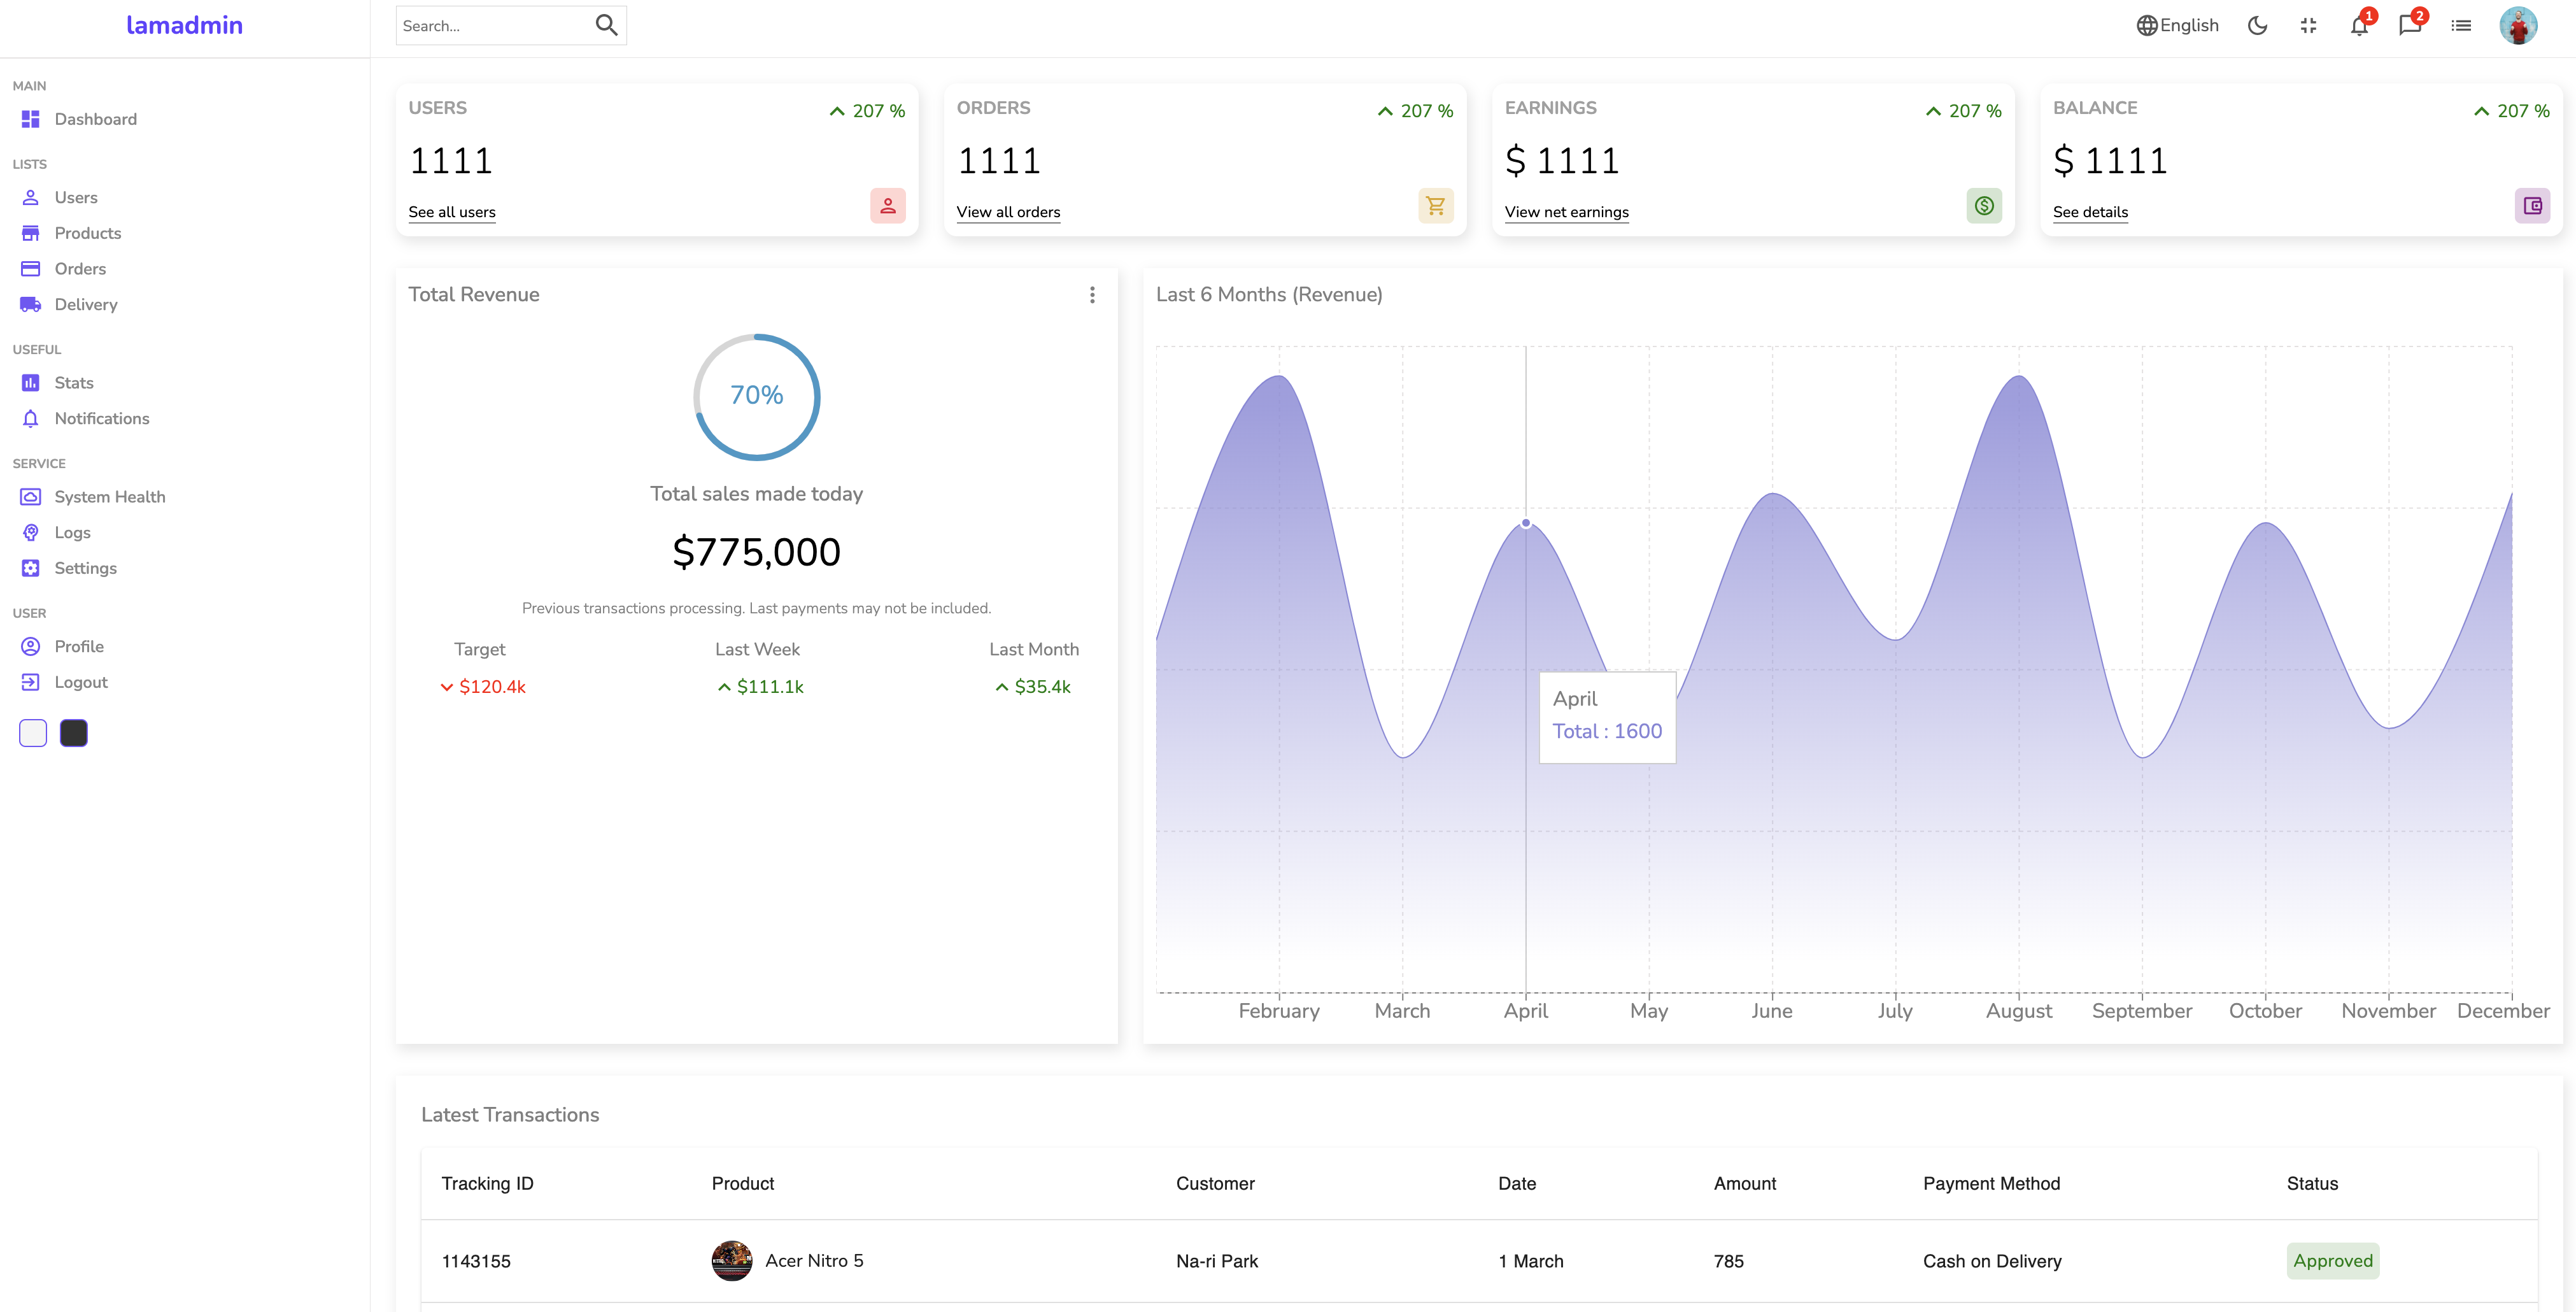 lamadmin
Search...
English
1
2
MAIN
Dashboard
LISTS
Users
Products
Orders
Delivery
USEFUL
Stats
Notifications
SERVICE
System Health
Logs
Settings
USER
Profile
Logout
USERS
207 %
1111
See all users
ORDERS
207 %
1111
View all orders
EARNINGS
207 %
$ 1111
View net earnings
BALANCE
207 %
$ 1111
See details
Total Revenue
70%
Total sales made today
$775,000
Previous transactions processing. Last payments may not be included.
Target Last Week Last Month
$120.4k $111.1k $35.4k
Last 6 Months (Revenue)
April
Total : 1600
February March April May June July August September October November December
Latest Transactions
Tracking ID Product Customer Date Amount Payment Method Status
1143155 Acer Nitro 5 Na-ri Park 1 March 785 Cash on Delivery Approved